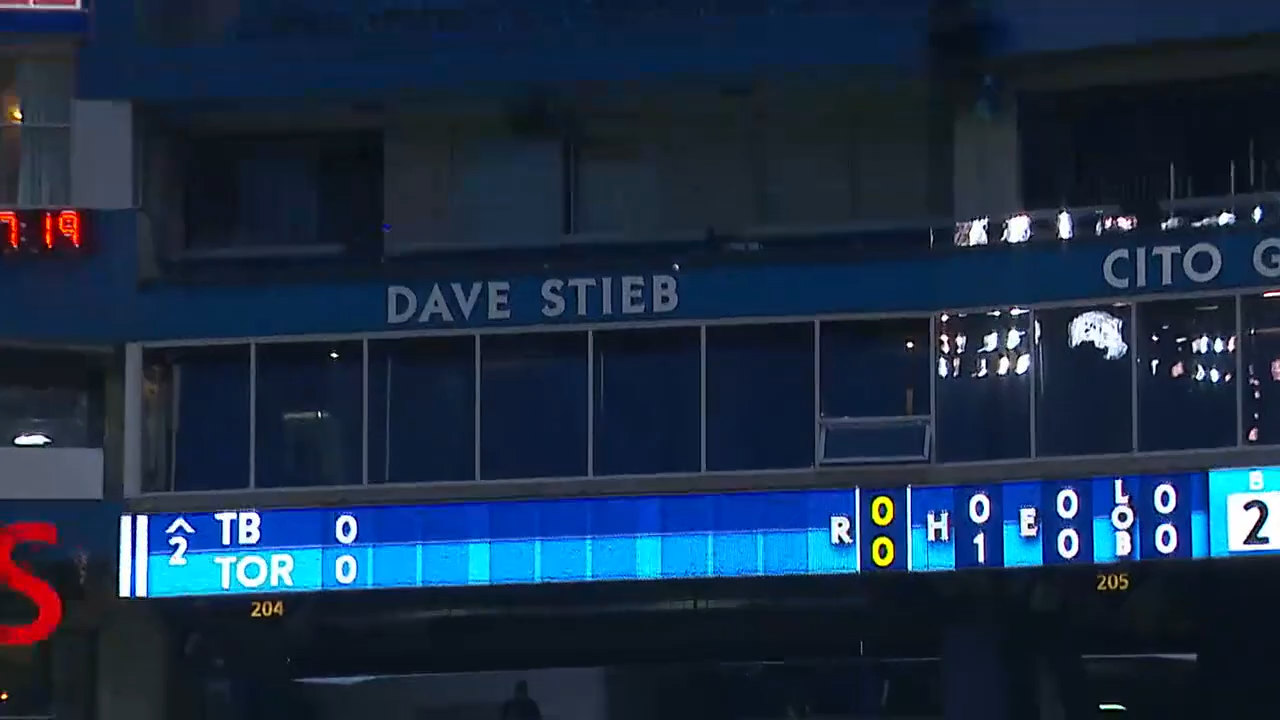 7:19
DAVE STIEB
CITO G
^ 2
TB 0
TOR 0
R 0 0
H 0 1
E 0 0
LOB 0 0
B 2
S
204
205